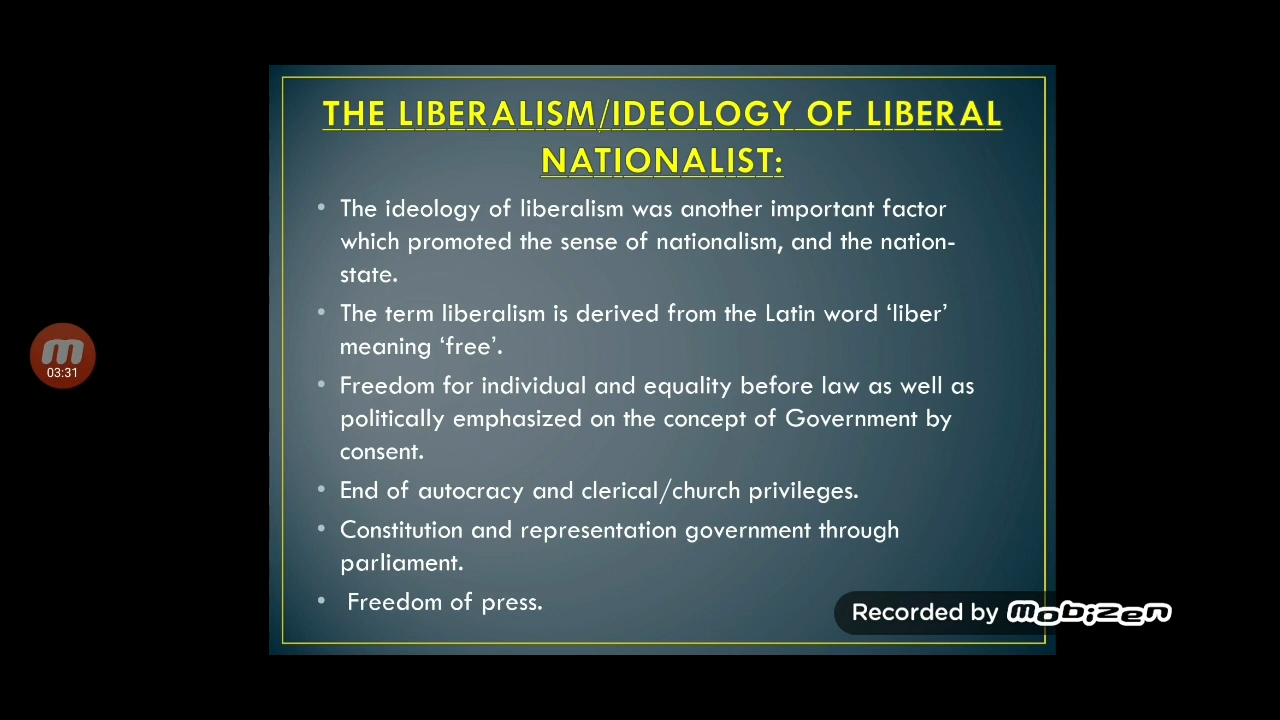 THE LIBERALISM/IDEOLOGY OF LIBERAL
NATIONALIST:
• The ideology of liberalism was another important factor
which promoted the sense of nationalism, and the nation-
state.
• The term liberalism is derived from the Latin word ‘liber’
meaning ‘free’.
• Freedom for individual and equality before law as well as
politically emphasized on the concept of Government by
consent.
• End of autocracy and clerical/church privileges.
• Constitution and representation government through
parliament.
• Freedom of press.
m
03:31
Recorded by mobizen